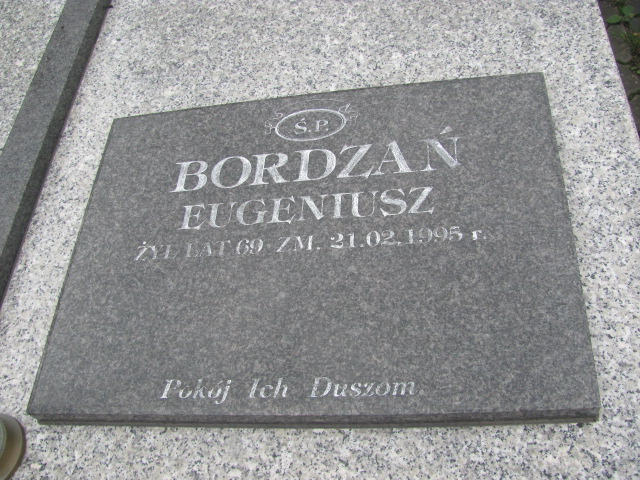 Ś.P.
BORDZAŃ
EUGENIUSZ
ŻYŁ LAT 69 ZM. 21.02.1995 r.
Pokój Ich Duszom.